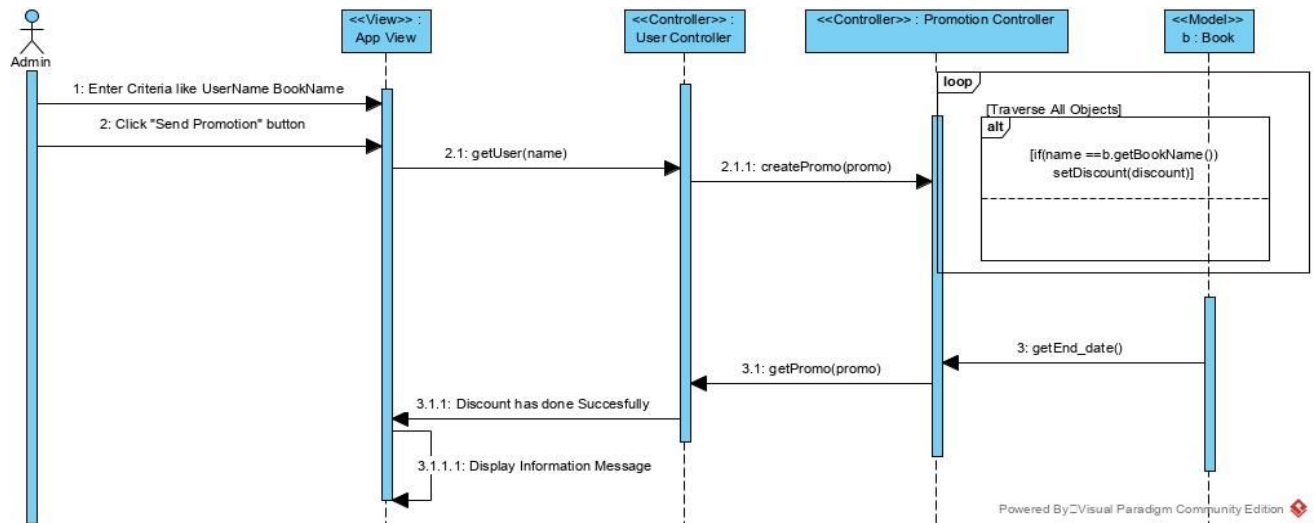 <<View>> :
App View
<<Controller>> :
User Controller
<<Controller>> : Promotion Controller
<<Model>>
b : Book
Admin
loop
[Traverse All Objects]
alt
[if(name ==b.getBookName())
setDiscount(discount)]
1: Enter Criteria like UserName BookName
2: Click "Send Promotion" button
2.1: getUser(name)
2.1.1: createPromo(promo)
3: getEnd_date()
3.1: getPromo(promo)
3.1.1: Discount has done Succesfully
3.1.1.1: Display Information Message
Powered By Visual Paradigm Community Edition